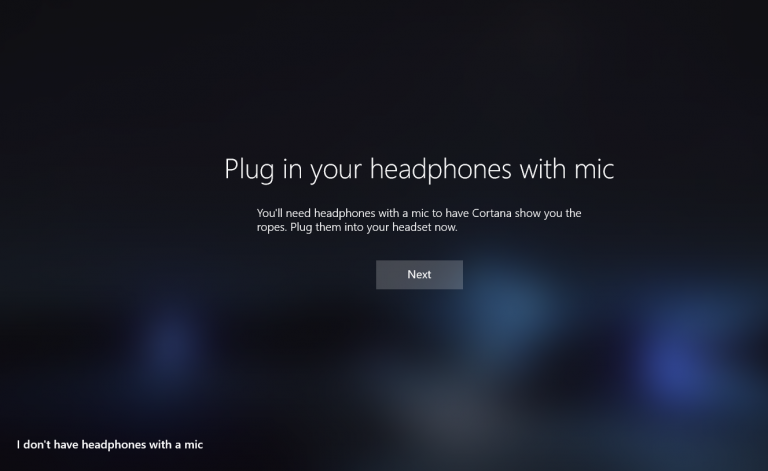 Plug in your headphones with mic
You'll need headphones with a mic to have Cortana show you the
ropes. Plug them into your headset now.
Next
I don't have headphones with a mic